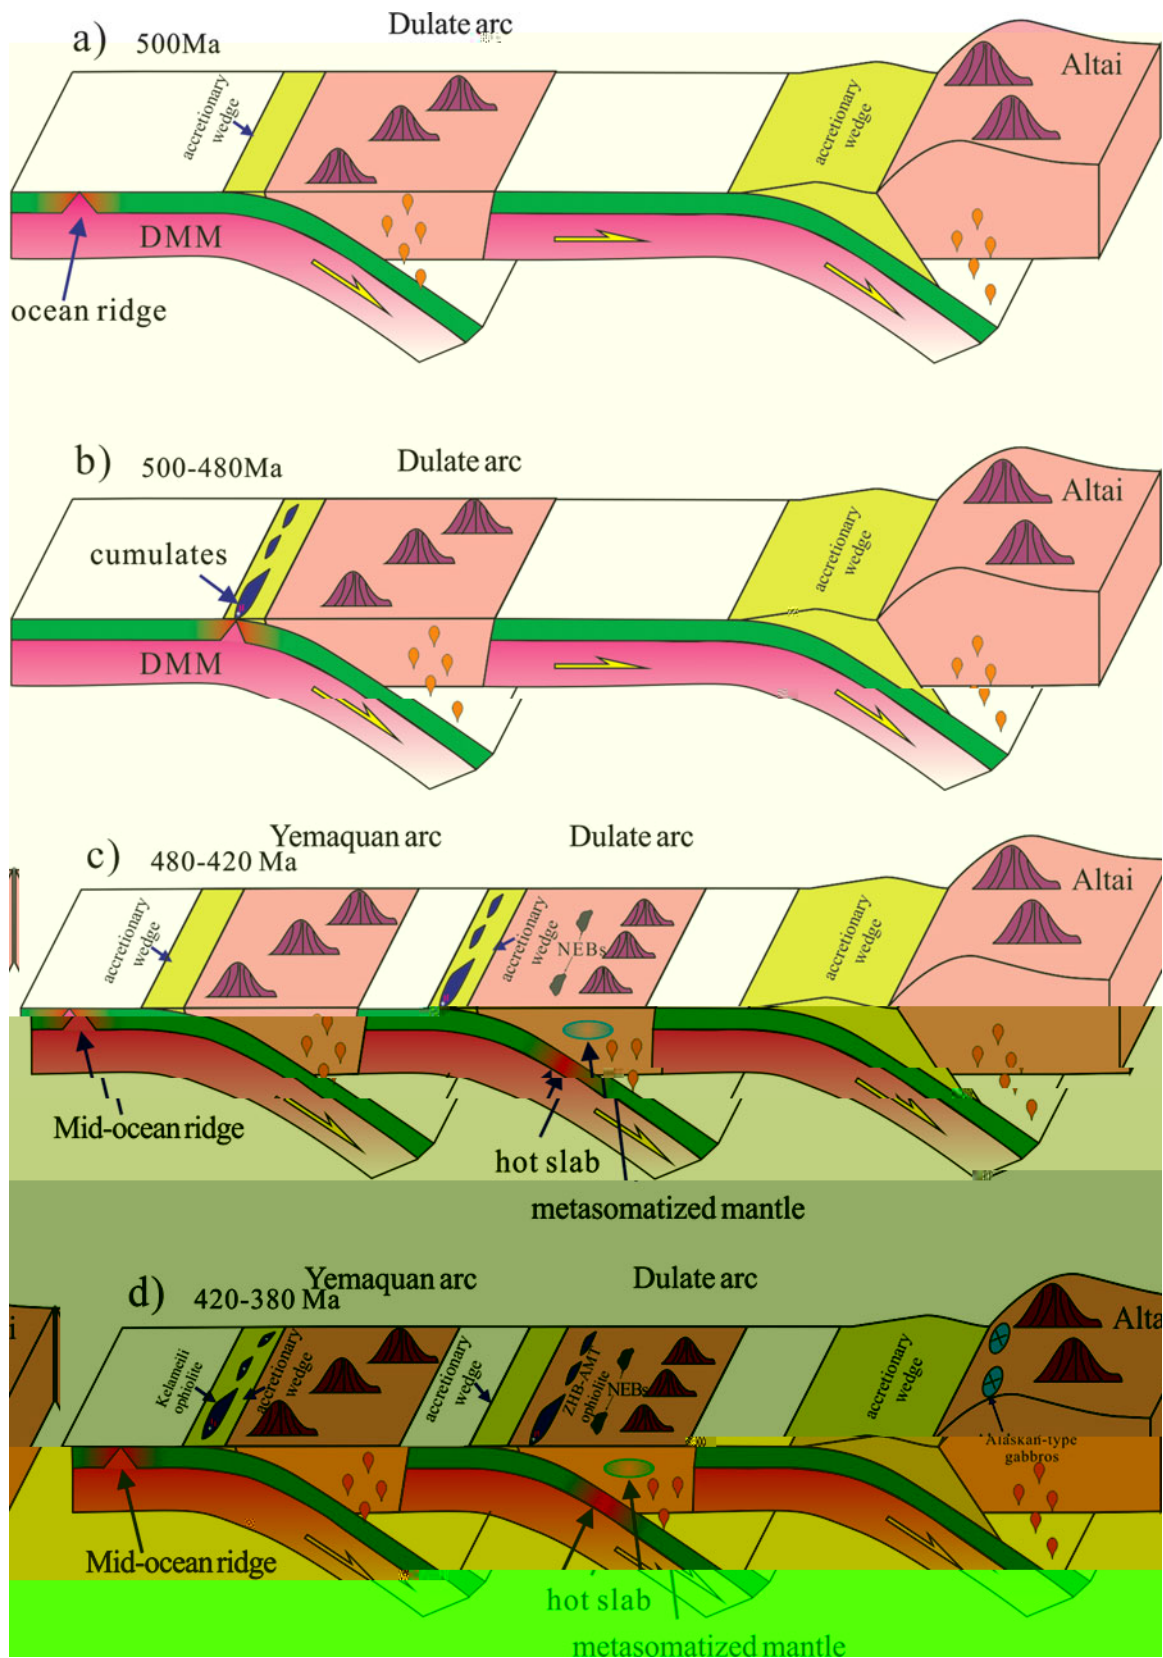 a) 500Ma
Dulate arc
Altai
accretionary
wedge
accretionary
wedge
DMM
ocean ridge
b) 500-480Ma
Dulate arc
Altai
cumulates
accretionary
wedge
DMM
Yemaquan arc
Dulate arc
c) 480-420 Ma
Altai
accretionary
wedge
accretionary
wedge
NEBs
accretionary
wedge
Mid-ocean ridge
hot slab
metasomatized mantle
Yemaquan arc
Dulate arc
d) 420-380 Ma
i
Alta
Kelameili
ophiolite
accretionary
wedge
accretionary
wedge
ZHB-AMT
ophiolite
NEBs
accretionary
wedge
Alaskan-type
gabbros
Mid-ocean ridge
hot slab
metasomatized mantle